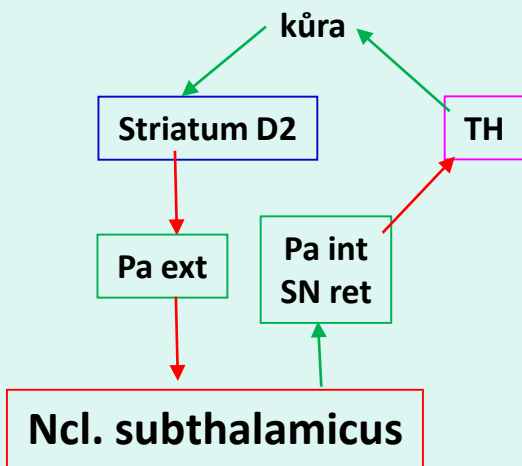 kůra
Striatum D2
TH
Pa ext
Pa int
SN ret
Ncl. subthalamicus